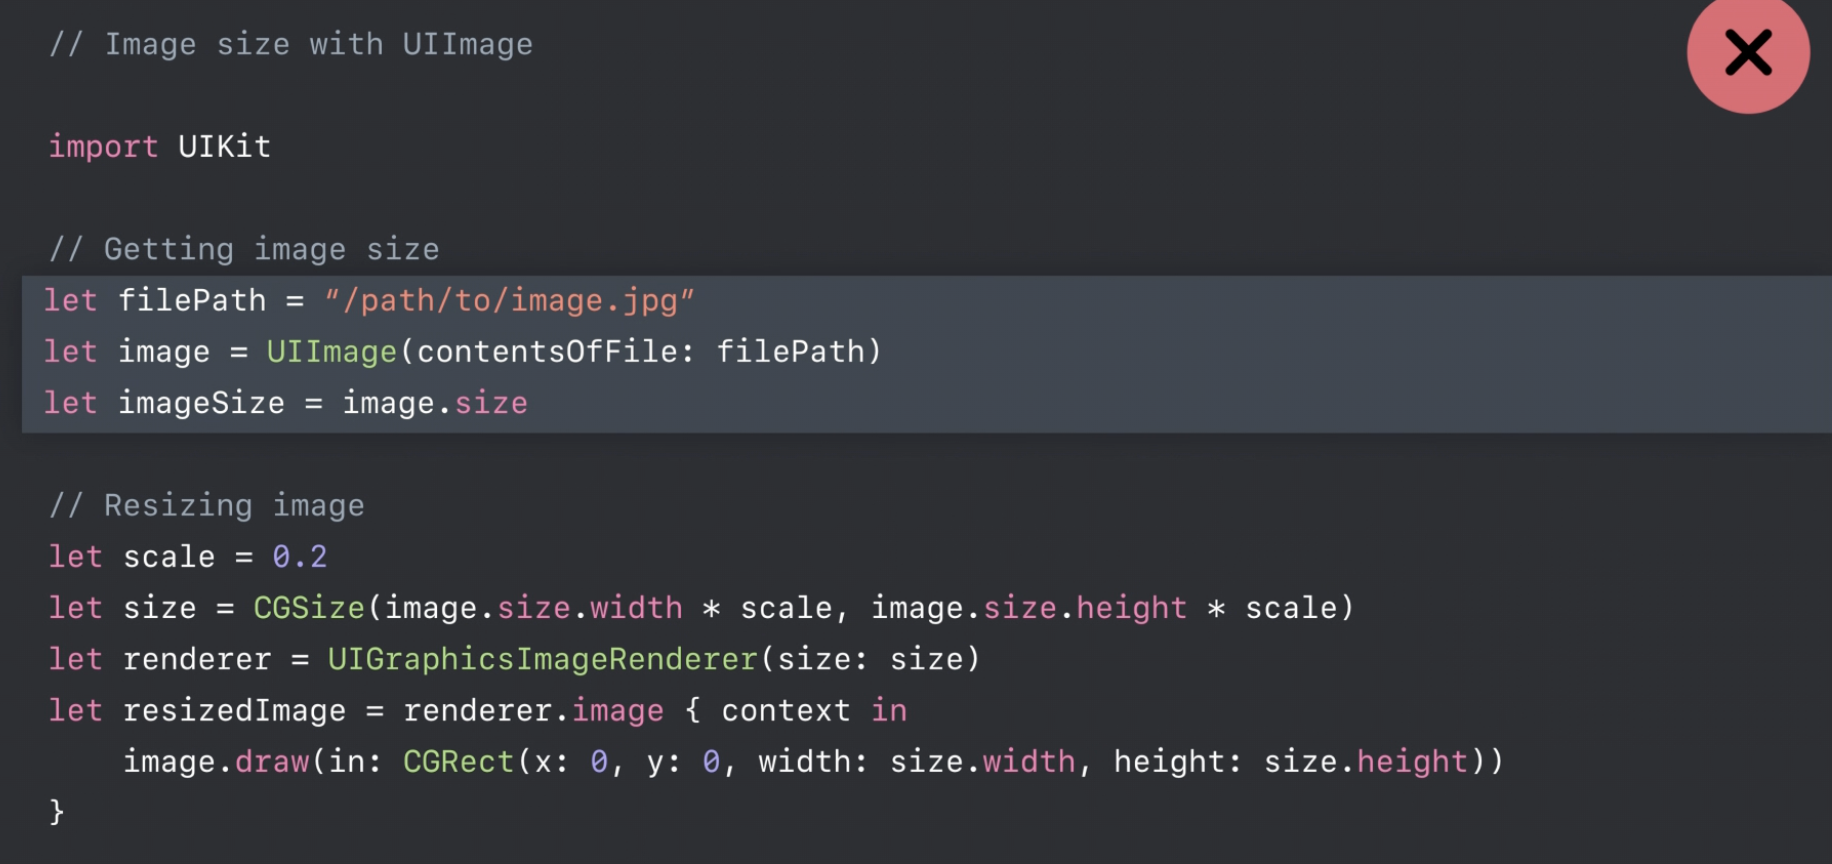 // Image size with UIImage
import UIKit
// Getting image size
let filePath = “/path/to/image.jpg”
let image = UIImage(contentsOfFile: filePath)
let imageSize = image.size
// Resizing image
let scale = 0.2
let size = CGSize(image.size.width * scale, image.size.height * scale)
let renderer = UIGraphicsImageRenderer(size: size)
let resizedImage = renderer.image { context in
    image.draw(in: CGRect(x: 0, y: 0, width: size.width, height: size.height))
}